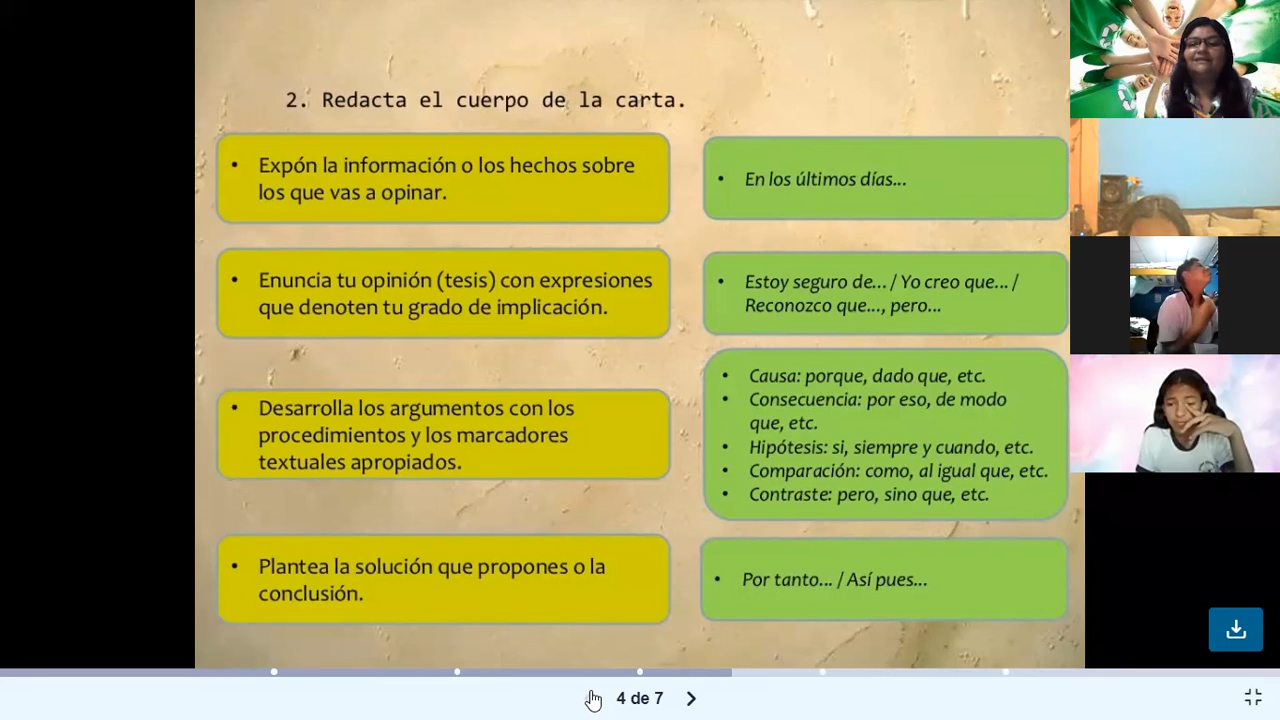 2. Redacta el cuerpo de la carta.
• Expón la información o los hechos sobre
los que vas a opinar.
• En los últimos días...
• Enuncia tu opinión (tesis) con expresiones
que denoten tu grado de implicación.
• Estoy seguro de... / Yo creo que... /
Reconozco que..., pero...
• Desarrolla los argumentos con los
procedimientos y los marcadores
textuales apropiados.
• Causa: porque, dado que, etc.
• Consecuencia: por eso, de modo
que, etc.
• Hipótesis: si, siempre y cuando, etc.
• Comparación: como, al igual que, etc.
• Contraste: pero, sino que, etc.
• Plantea la solución que propones o la
conclusión.
• Por tanto... / Así pues...
4 de 7